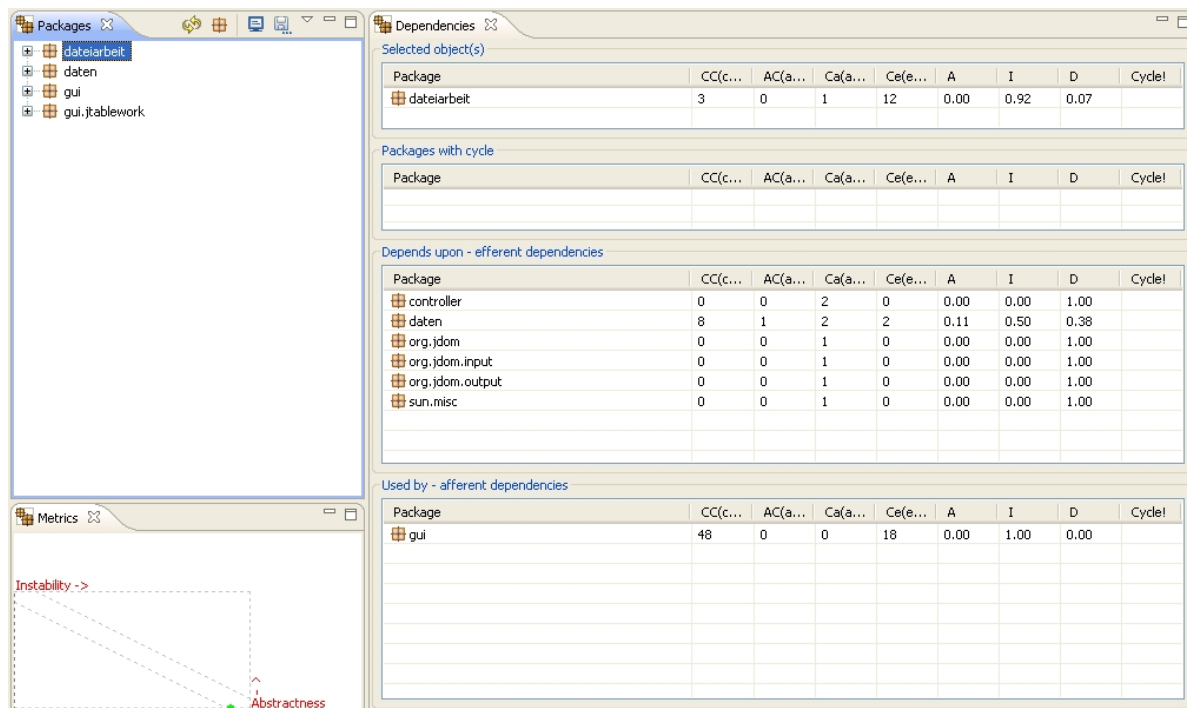 Packages
dateiarbeit
daten
gui
gui.jtablework
Metrics
Instability ->
Abstractness
Dependencies
Selected object(s)
Package CC(c... AC(a... Ca(a... Ce(e... A I D Cycle!
dateiarbeit 3 0 1 12 0.00 0.92 0.07
Packages with cycle
Package CC(c... AC(a... Ca(a... Ce(e... A I D Cycle!
Depends upon - efferent dependencies
Package CC(c... AC(a... Ca(a... Ce(e... A I D Cycle!
controller 0 0 2 0 0.00 0.00 1.00
daten 8 1 2 2 0.11 0.50 0.38
org.jdom 0 0 1 0 0.00 0.00 1.00
org.jdom.input 0 0 1 0 0.00 0.00 1.00
org.jdom.output 0 0 1 0 0.00 0.00 1.00
sun.misc 0 0 1 0 0.00 0.00 1.00
Used by - afferent dependencies
Package CC(c... AC(a... Ca(a... Ce(e... A I D Cycle!
gui 48 0 0 18 0.00 1.00 0.00